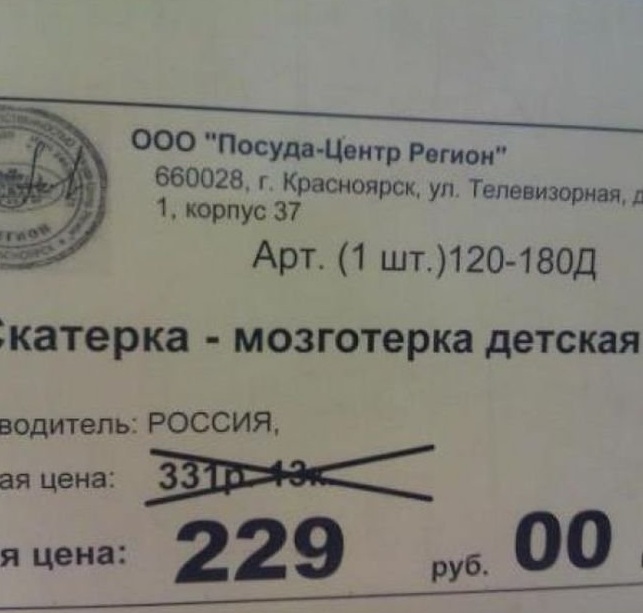 ООО "Посуда-Центр Регион"
660028, г. Красноярск, ул. Телевизорная, д
1, корпус 37
Арт. (1 шт.)120-180Д
Скатерка - мозготерка детская
водитель: РОССИЯ,
ая цена: 331р. 13к.
я цена: 229 руб. 00